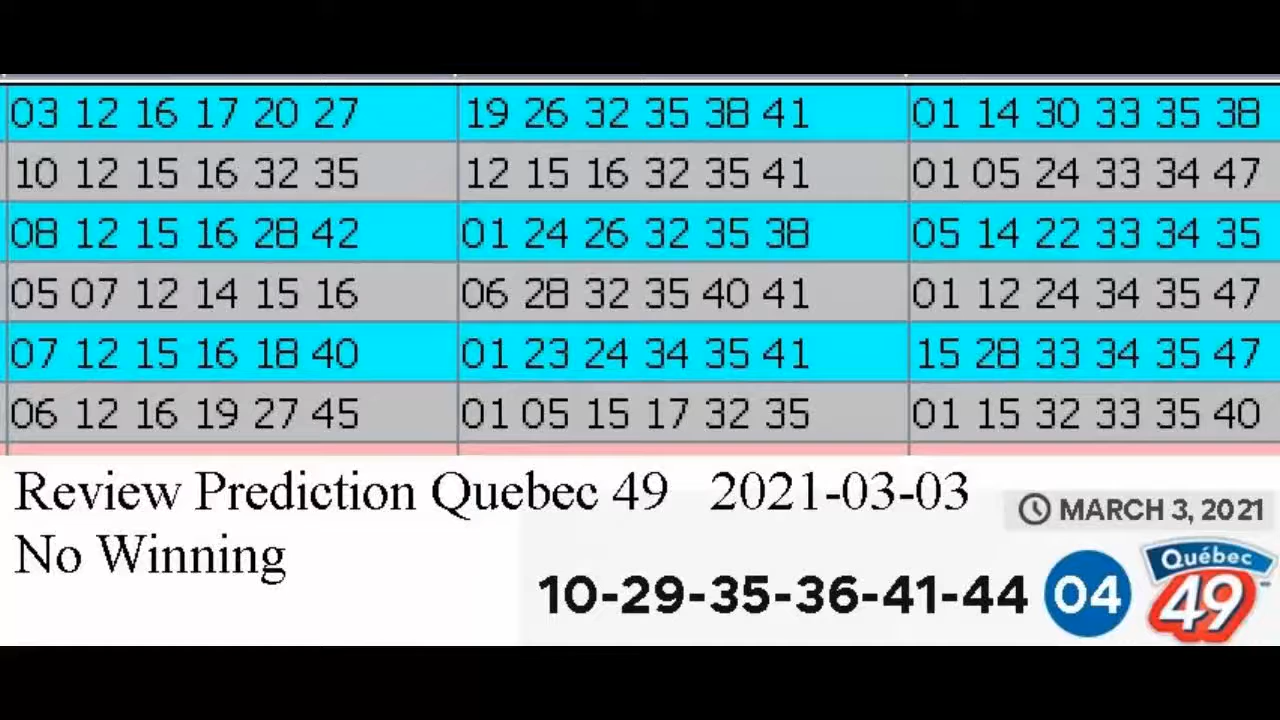 03 12 16 17 20 27 19 26 32 35 38 41 01 14 30 33 35 38
10 12 15 16 32 35 12 15 16 32 35 41 01 05 24 33 34 47
08 12 15 16 28 42 01 24 26 32 35 38 05 14 22 33 34 35
05 07 12 14 15 16 06 28 32 35 40 41 01 12 24 34 35 47
07 12 15 16 18 40 01 23 24 34 35 41 15 28 33 34 35 47
06 12 16 19 27 45 01 05 15 17 32 35 01 15 32 33 35 40
Review Prediction Quebec 49 2021-03-03
MARCH 3, 2021
No Winning
10-29-35-36-41-44 04
Québec
49